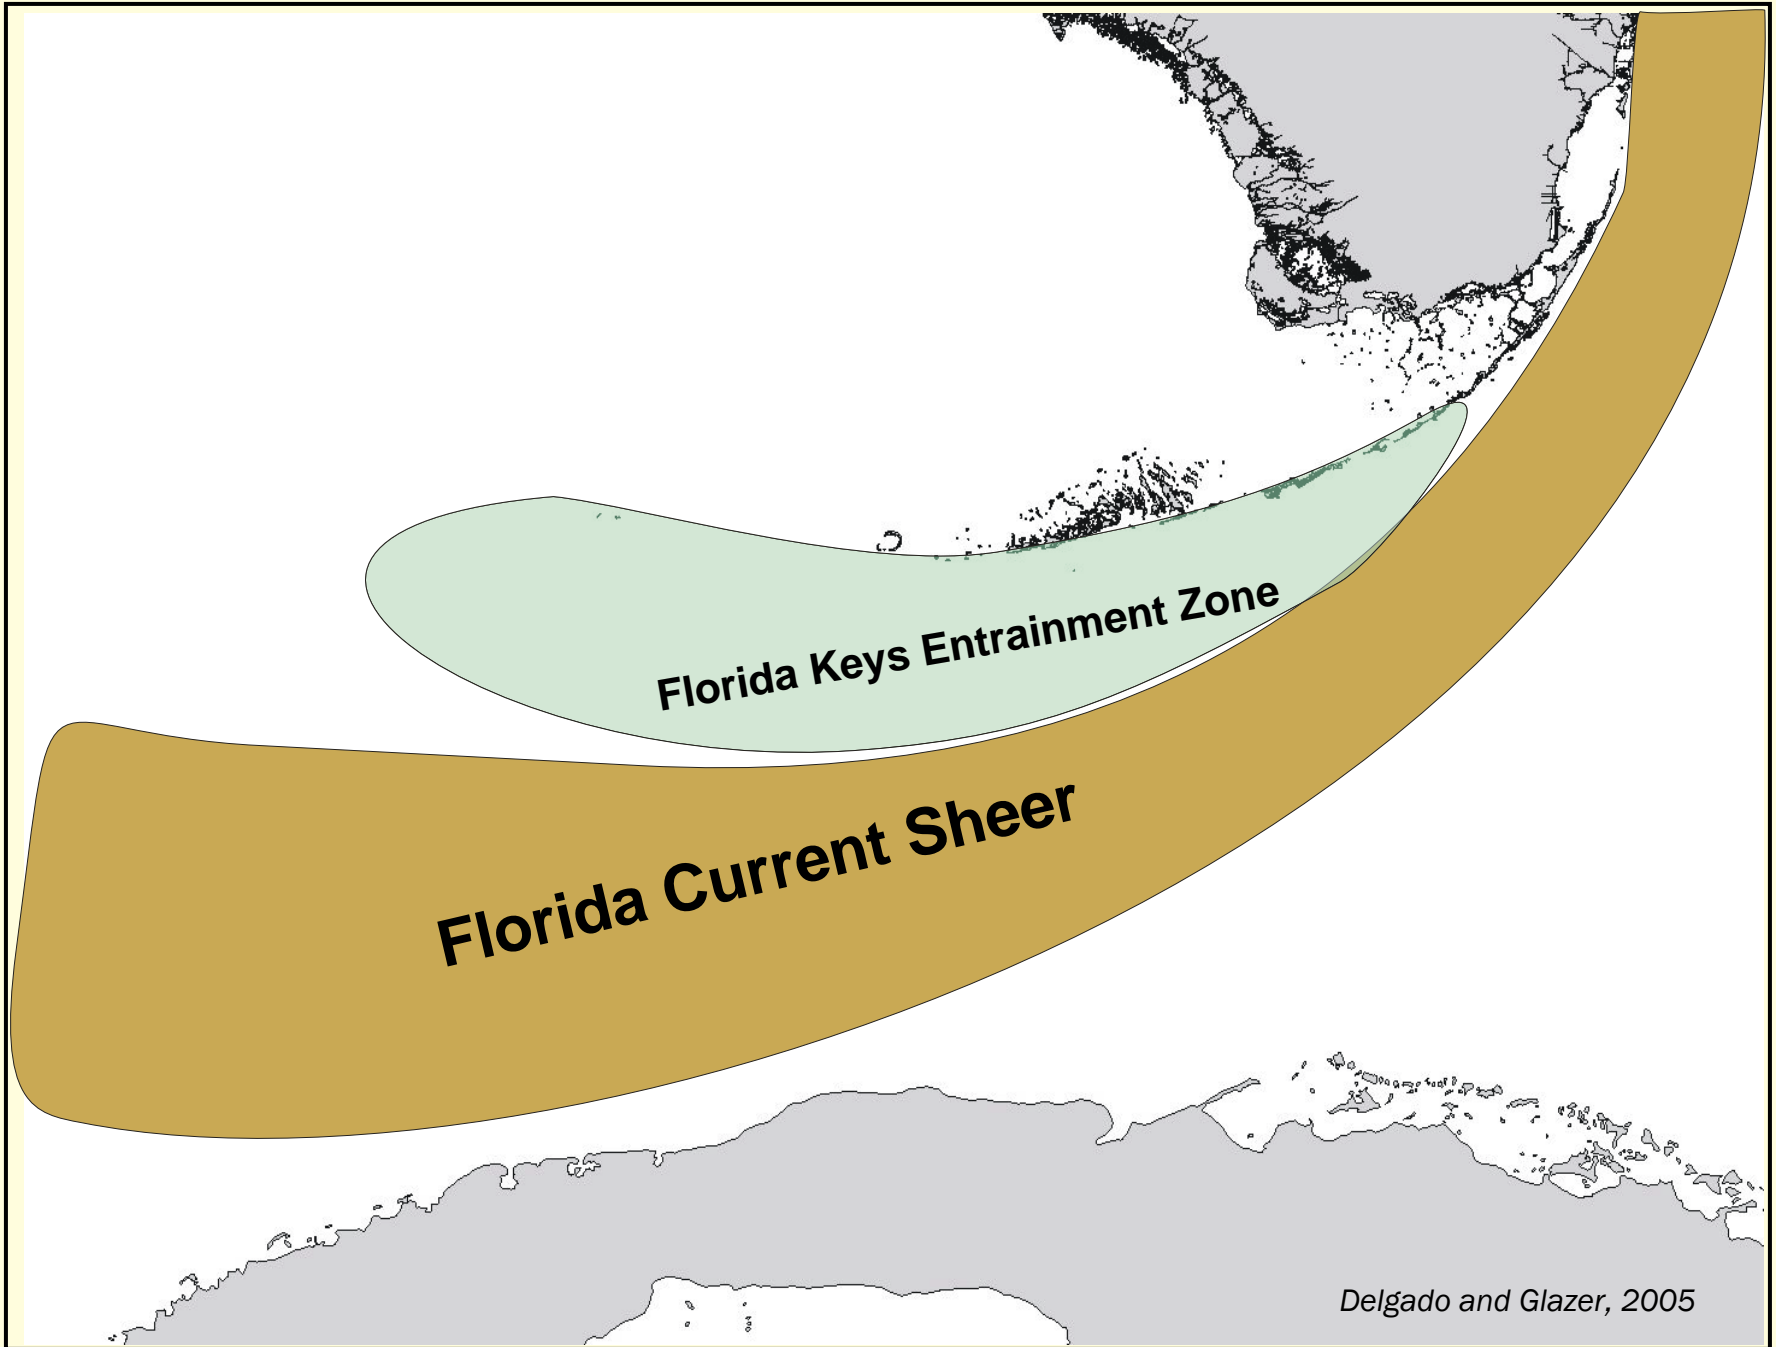 Florida Keys Entrainment Zone
Florida Current Sheer
Delgado and Glazer, 2005